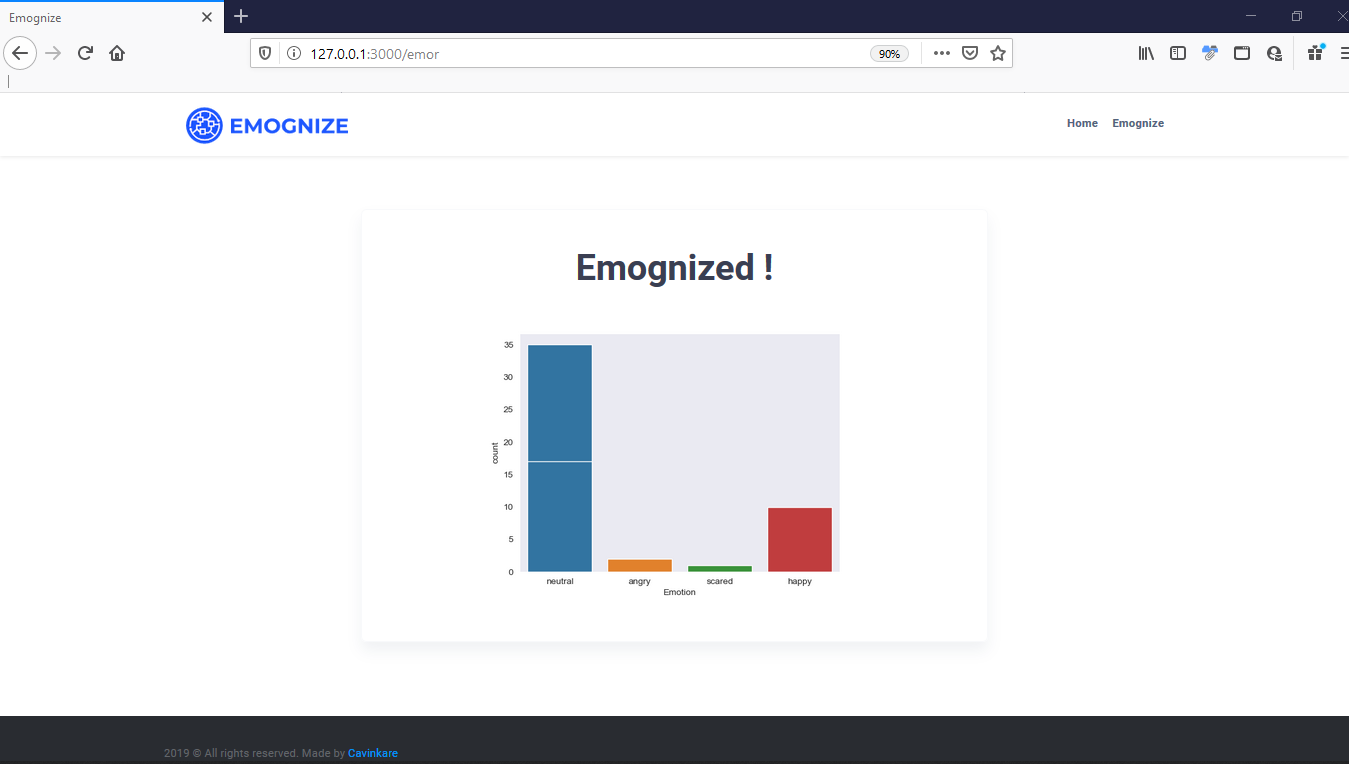 Emognize
127.0.0.1:3000/emor
90%
EMOGNIZE
Home
Emognize
Emognized !
35
30
25
20
15
10
5
0
count
neutral
angry
scared
happy
Emotion
2019 © All rights reserved. Made by Cavinkare